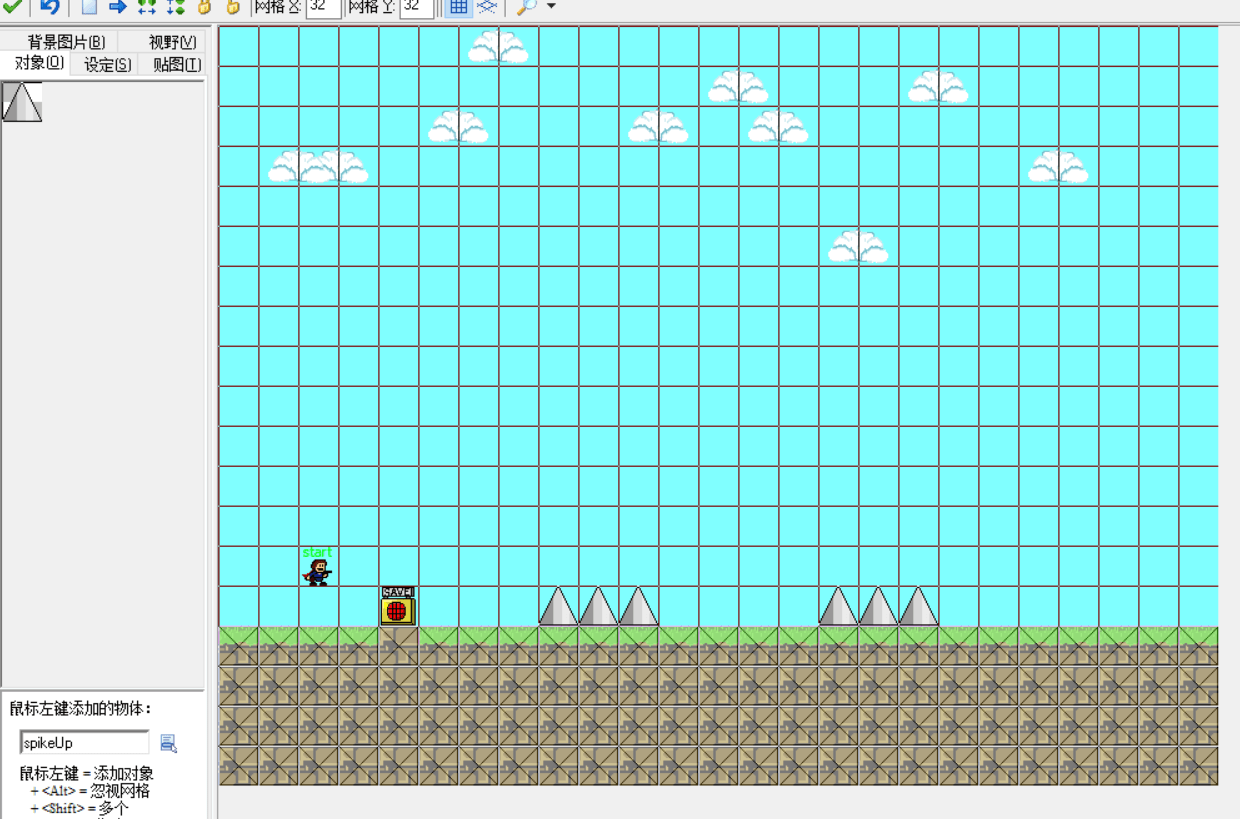 网格 X: 32 网格 Y: 32
背景图片(B) 视野(V)
对象(O) 设定(S) 贴图(T)
start
SAVE
鼠标左键添加的物体:
spikeUp
鼠标左键 = 添加对象
+ <Alt> = 忽视网格
+ <Shift> = 多个